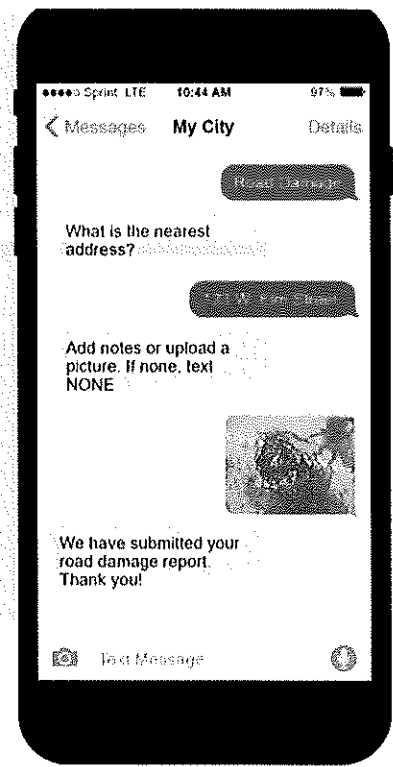 Sprint LTE 10:44 AM 97%
Messages My City Details
Road damage
What is the nearest
address?
Add notes or upload a
picture. If none, text
NONE
We have submitted your
road damage report.
Thank you!
Text Message